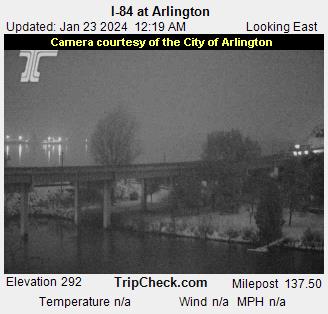 I-84 at Arlington
Updated: Jan 23 2024 12:19 AM Looking East
Camera courtesy of the City of Arlington
Elevation 292 TripCheck.com Milepost 137.50
Temperature n/a Wind n/a MPH n/a